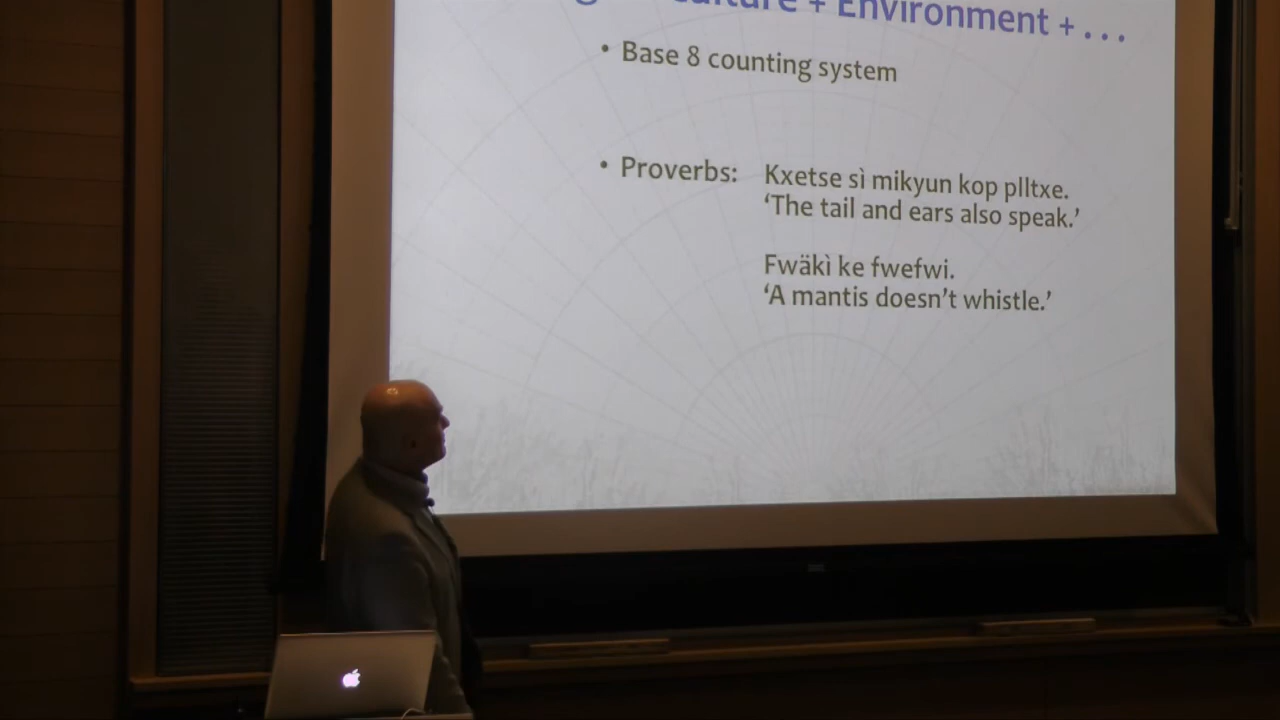 + Environment + . . .
• Base 8 counting system
• Proverbs: Kxetse sì mikyun kop plltxe.
‘The tail and ears also speak.’
Fwäkì ke fwefwi.
‘A mantis doesn’t whistle.’